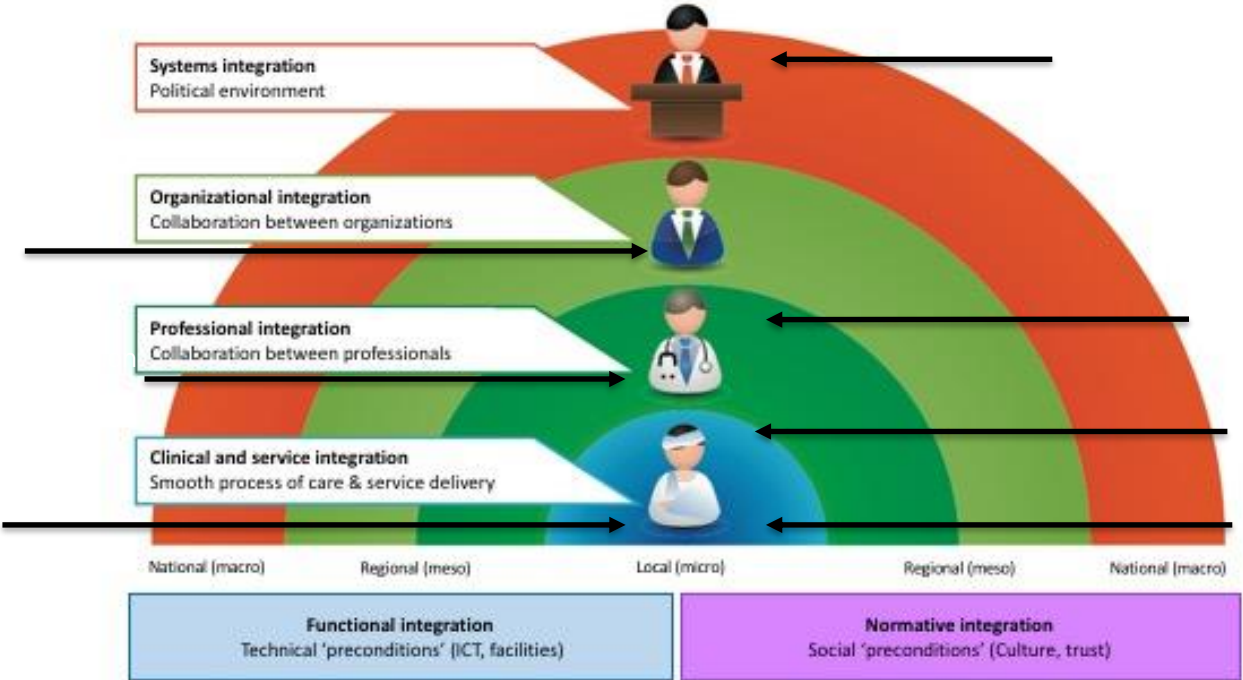 Systems integration
Political environment
Organizational integration
Collaboration between organizations
Professional integration
Collaboration between professionals
Clinical and service integration
Smooth process of care & service delivery
National (macro)
Regional (meso)
Local (micro)
Regional (meso)
National (macro)
Functional integration
Technical ‘preconditions’ (ICT, facilities)
Normative integration
Social ‘preconditions’ (Culture, trust)